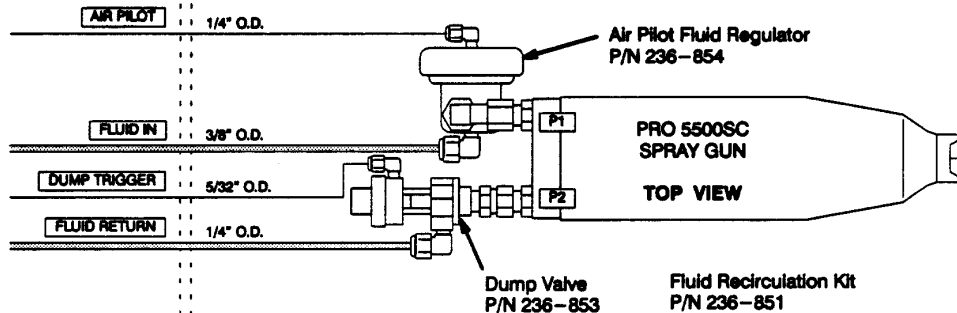 AIR PILOT
1/4" O.D.
Air Pilot Fluid Regulator
P/N 236-854
FLUID IN
3/8" O.D.
P1
PRO 5500SC
SPRAY GUN
DUMP TRIGGER
5/32" O.D.
P2
TOP VIEW
FLUID RETURN
1/4" O.D.
Dump Valve
P/N 236-853
Fluid Recirculation Kit
P/N 236-851